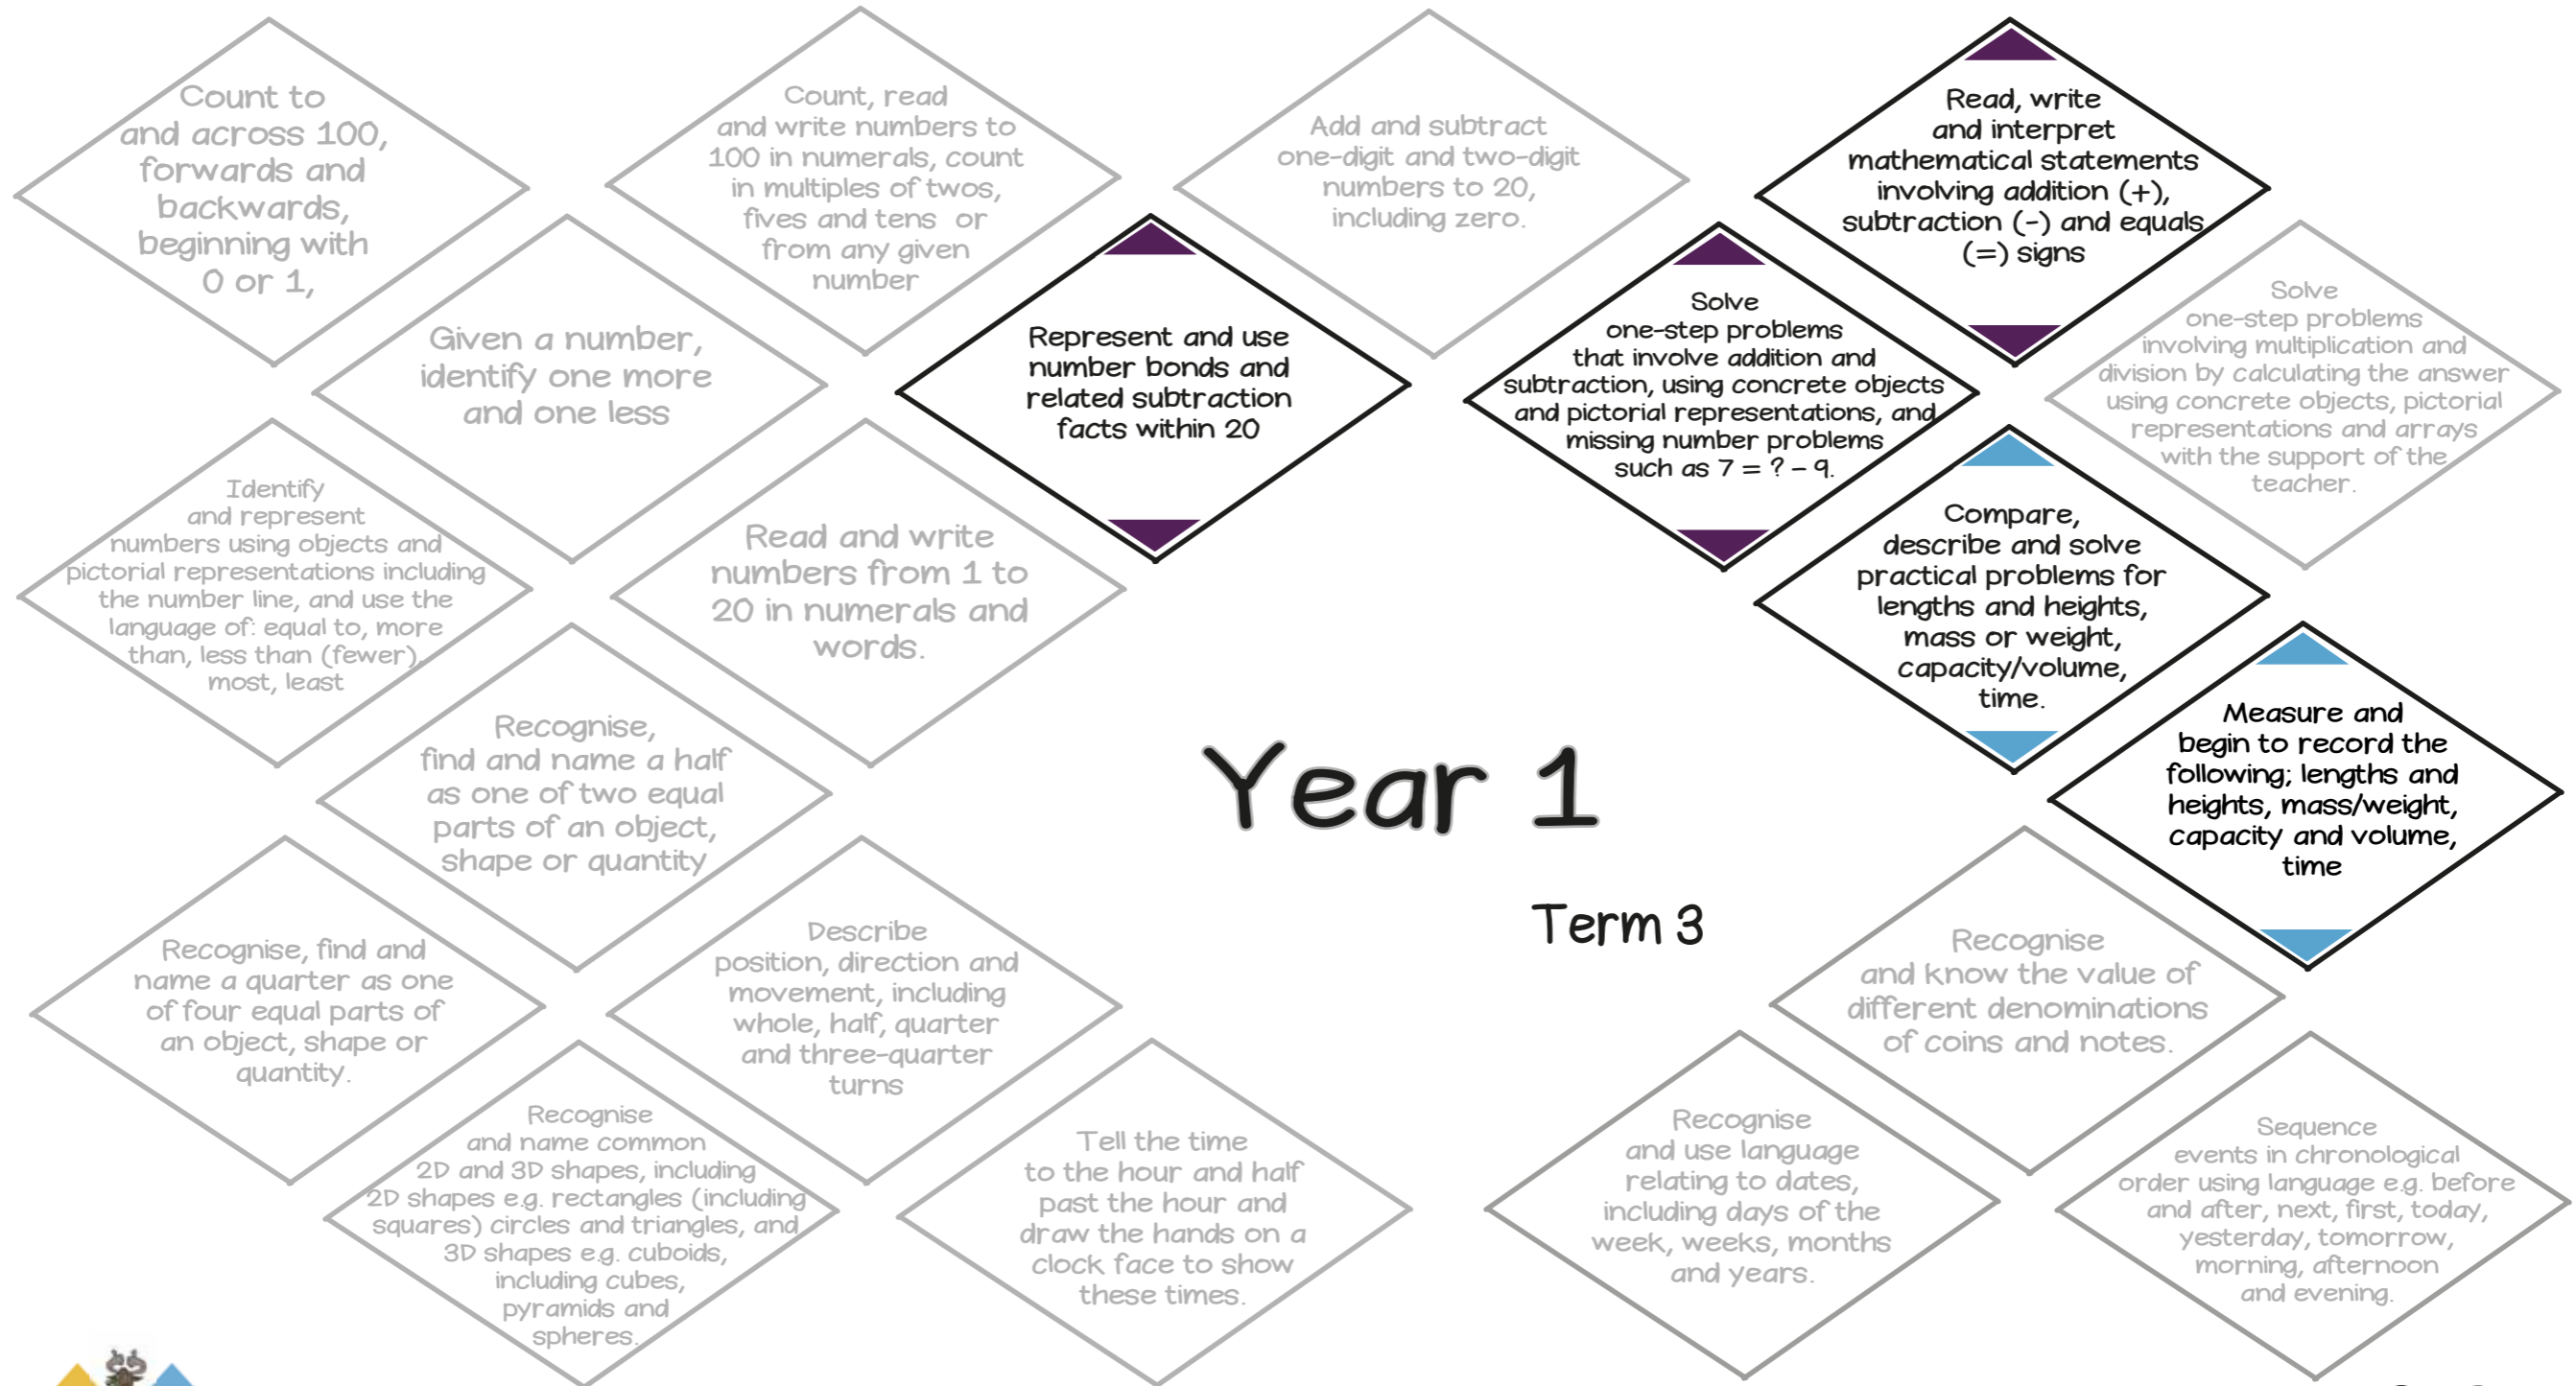 Count to
and across 100,
forwards and
backwards,
beginning with
0 or 1,
Count, read
and write numbers to
100 in numerals, count
in multiples of twos,
fives and tens or
from any given
number
Add and subtract
one-digit and two-digit
numbers to 20,
including zero.
Read, write
and interpret
mathematical statements
involving addition (+),
subtraction (-) and equals
(=) signs
Given a number,
identify one more
and one less
Represent and use
number bonds and
related subtraction
facts within 20
Solve
one-step problems
that involve addition and
subtraction, using concrete objects
and pictorial representations, and
missing number problems
such as 7 = ? – 9.
Solve
one-step problems
involving multiplication and
division by calculating the answer
using concrete objects, pictorial
representations and arrays
with the support of the
teacher.
Identify
and represent
numbers using objects and
pictorial representations including
the number line, and use the
language of: equal to, more
than, less than (fewer),
most, least
Read and write
numbers from 1 to
20 in numerals and
words.
Compare,
describe and solve
practical problems for
lengths and heights,
mass or weight,
capacity/volume,
time.
Recognise,
find and name a half
as one of two equal
parts of an object,
shape or quantity
Year 1
Term 3
Measure and
begin to record the
following; lengths and
heights, mass/weight,
capacity and volume,
time
Recognise, find and
name a quarter as one
of four equal parts of
an object, shape or
quantity.
Describe
position, direction and
movement, including
whole, half, quarter
and three-quarter
turns
Recognise
and know the value of
different denominations
of coins and notes.
Recognise
and name common
2D and 3D shapes, including
2D shapes e.g. rectangles (including
squares) circles and triangles, and
3D shapes e.g. cuboids,
including cubes,
pyramids and
spheres.
Tell the time
to the hour and half
past the hour and
draw the hands on a
clock face to show
these times.
Recognise
and use language
relating to dates,
including days of the
week, weeks, months
and years.
Sequence
events in chronological
order using language e.g. before
and after, next, first, today,
yesterday, tomorrow,
morning, afternoon
and evening.